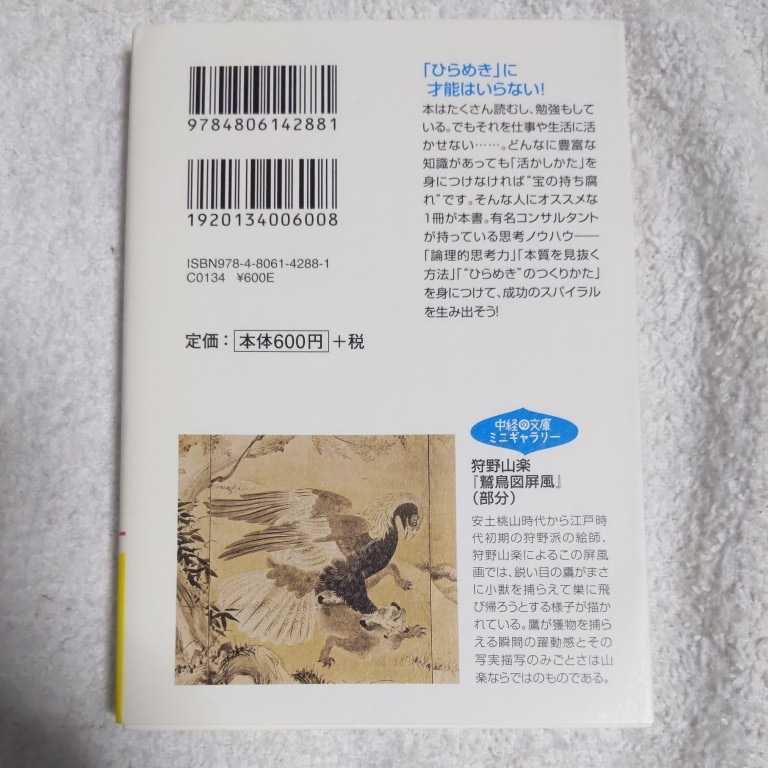 9784806142881
1920134006008
ISBN978-4-8061-4288-1
C0134 ¥600E
定価：本体600円+税
「ひらめき」に
才能はいらない！
本はたくさん読むし、勉強もして
いる。でもそれを仕事や生活に活
かせない……。どんなに豊富な
知識があっても「活かしかた」を
身につけなければ“宝の持ち腐
れ”です。そんな人にオススメな
1冊が本書。有名コンサルタント
が持っている思考ノウハウ――
「論理的思考力」「本質を見抜く
方法」「“ひらめき”のつくりかた」
を身につけて、成功のスパイラル
を生み出そう！
中経の文庫
ミニギャラリー
狩野山楽
『鷲鳥図屏風』
（部分）
安土桃山時代から江戸時
代初期の狩野派の絵師、
狩野山楽によるこの屏風
画では、鋭い目の鷹がまさ
に小獣を捕らえて巣に飛
び帰ろうとする様子が描か
れている。鷹が獲物を捕ら
える瞬間の躍動感とその
写実描写のみごとさは山
楽ならではのものである。